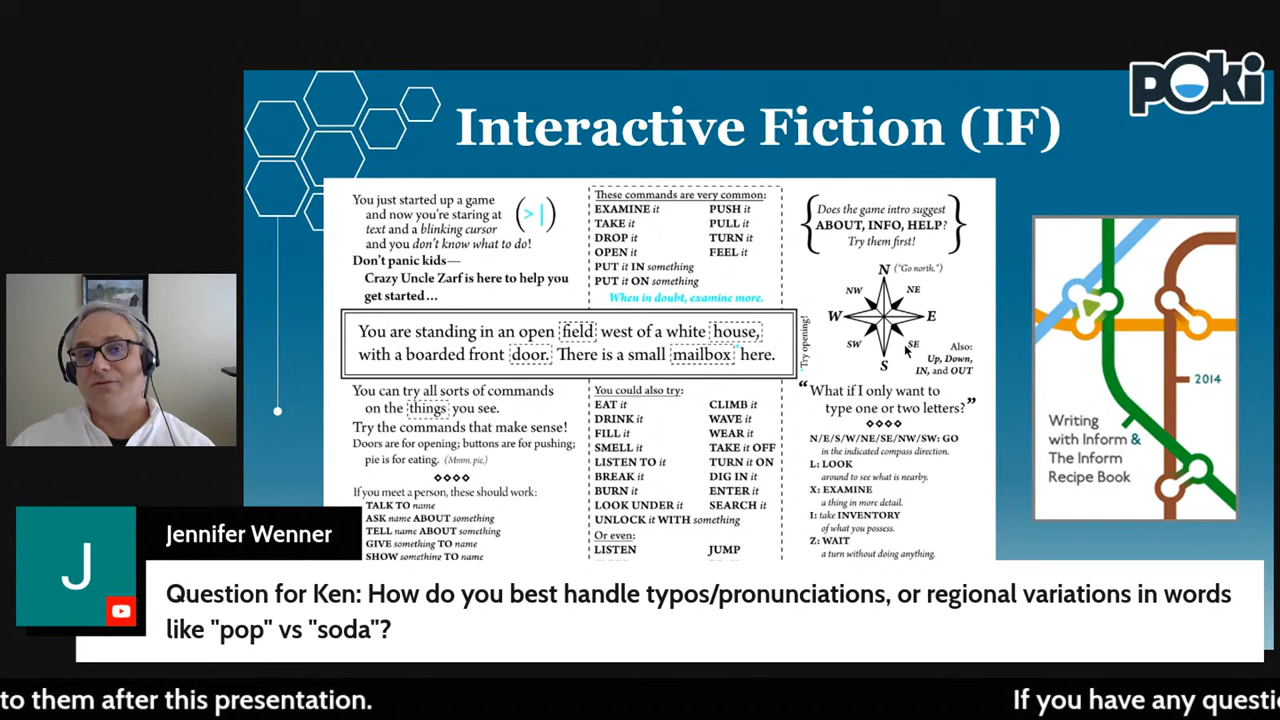 poki
Interactive Fiction (IF)
You just started up a game
and now you're staring at
text and a blinking cursor
and you don't know what to do!
(>|)
Don't panic kids—
Crazy Uncle Zarf is here to help you
get started…
These commands are very common:
EXAMINE it PUSH it
TAKE it PULL it
DROP it TURN it
OPEN it FEEL it
PUT it IN something
PUT it ON something
When in doubt, examine more.
Does the game intro suggest
ABOUT, INFO, HELP?
Try them first!
N ("Go north.")
NW NE
W E
SW SE
S
Also:
Up, Down,
IN, and OUT
You are standing in an open field west of a white house,
with a boarded front door. There is a small mailbox* here.
*Try opening!
You can try all sorts of commands
on the things you see.
Try the commands that make sense!
Doors are for opening; buttons are for pushing;
pie is for eating. (Mmm, pie.)
If you meet a person, these should work:
TALK TO name
ASK name ABOUT something
TELL name ABOUT something
GIVE something TO name
SHOW something TO name
You could also try:
EAT it CLIMB it
DRINK it WAVE it
FILL it WEAR it
SMELL it TAKE it OFF
LISTEN TO it TURN it ON
BREAK it DIG IN it
BURN it ENTER it
LOOK UNDER it SEARCH it
UNLOCK it WITH something
Or even:
LISTEN JUMP
"What if I only want to
type one or two letters?"
N/E/S/W/NE/SE/NW/SW: GO
in the indicated compass direction.
L: LOOK
around to see what is nearby.
X: EXAMINE
a thing in more detail.
I: take INVENTORY
of what you possess.
Z: WAIT
a turn without doing anything.
2014
Writing
with Inform &
The Inform
Recipe Book
J
Jennifer Wenner
Question for Ken: How do you best handle typos/pronunciations, or regional variations in words
like "pop" vs "soda"?
to them after this presentation. If you have any questi